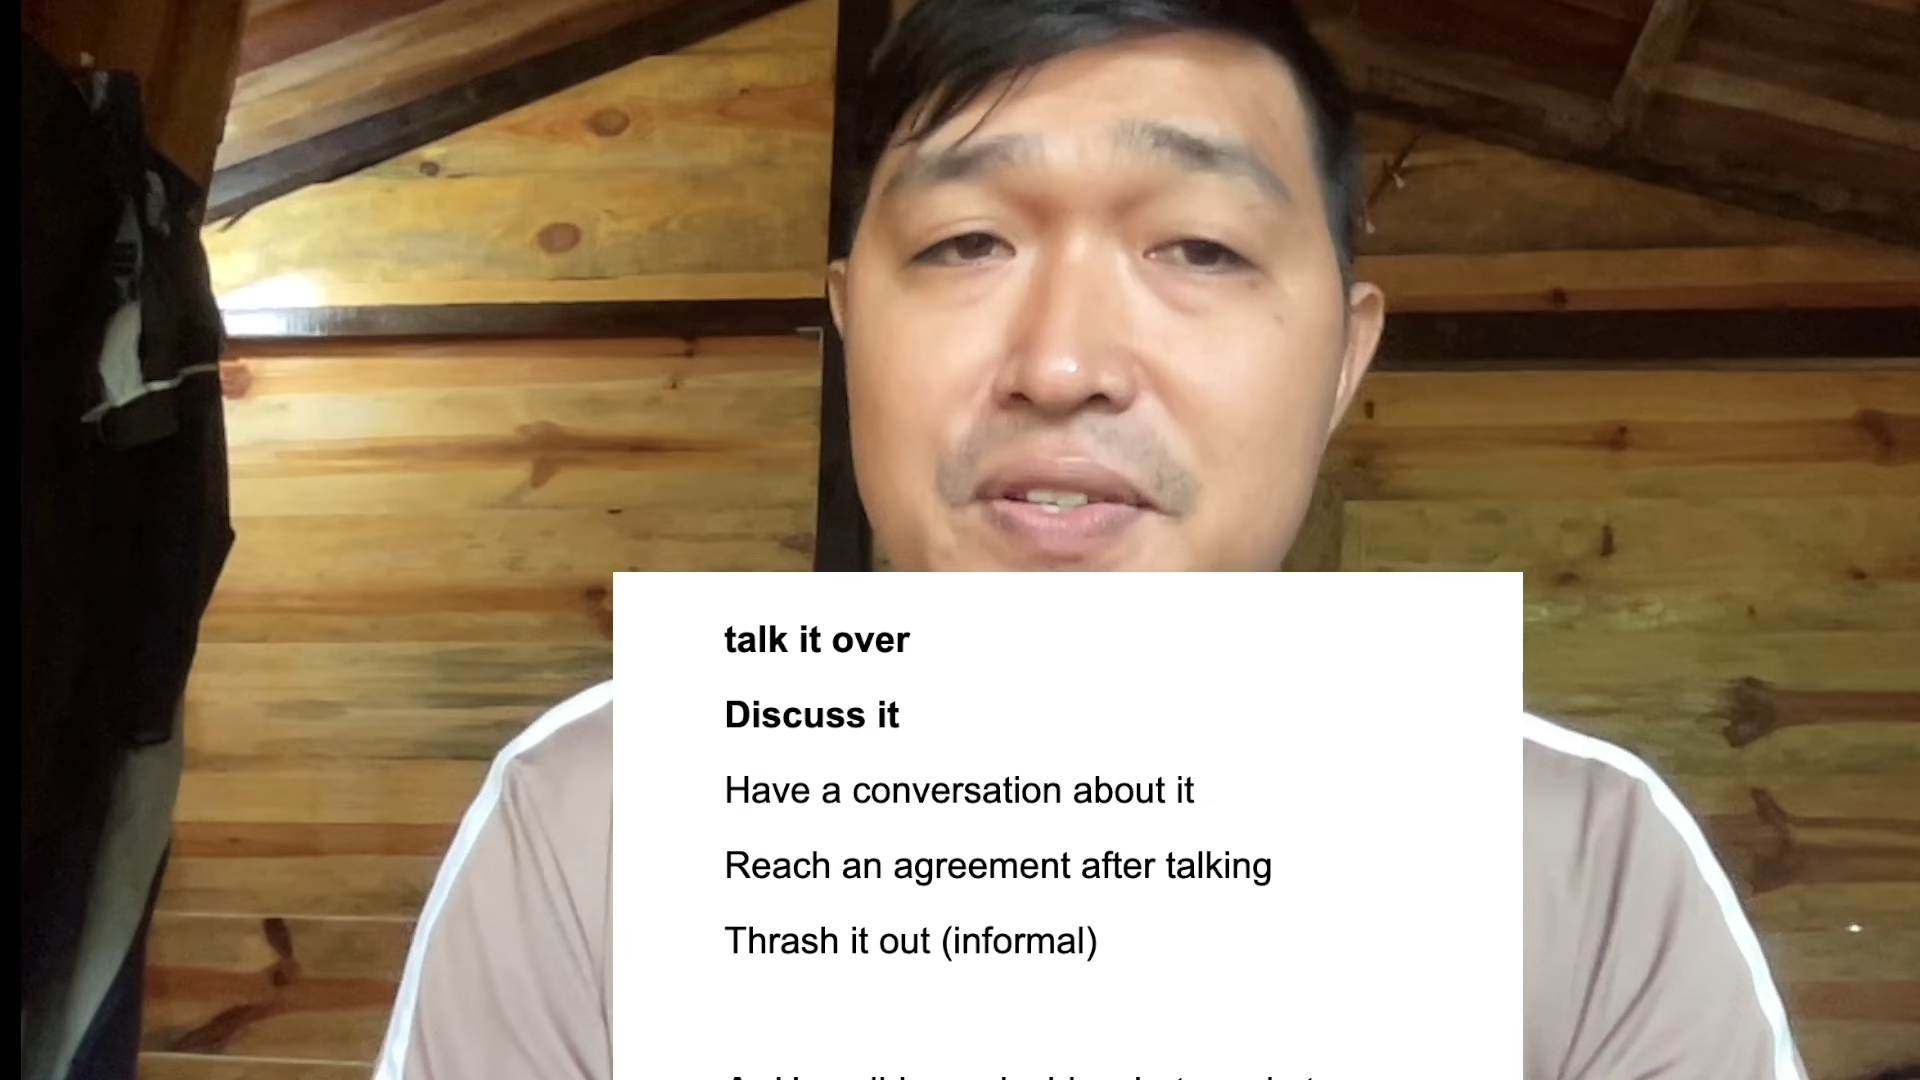 talk it over
Discuss it
Have a conversation about it
Reach an agreement after talking
Thrash it out (informal)